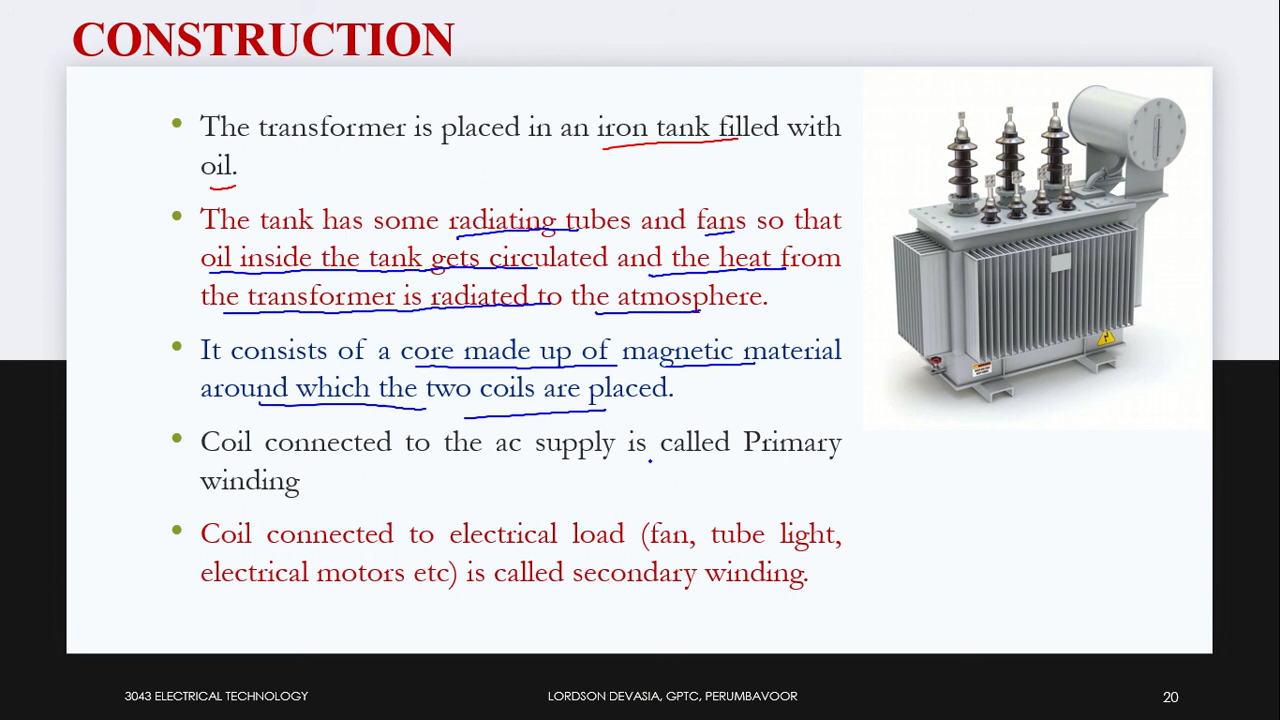 CONSTRUCTION
• The transformer is placed in an iron tank filled with
oil.
• The tank has some radiating tubes and fans so that
oil inside the tank gets circulated and the heat from
the transformer is radiated to the atmosphere.
• It consists of a core made up of magnetic material
around which the two coils are placed.
• Coil connected to the ac supply is called Primary
winding
• Coil connected to electrical load (fan, tube light,
electrical motors etc) is called secondary winding.
3043 ELECTRICAL TECHNOLOGY
LORDSON DEVASIA, GPTC, PERUMBAVOOR
20